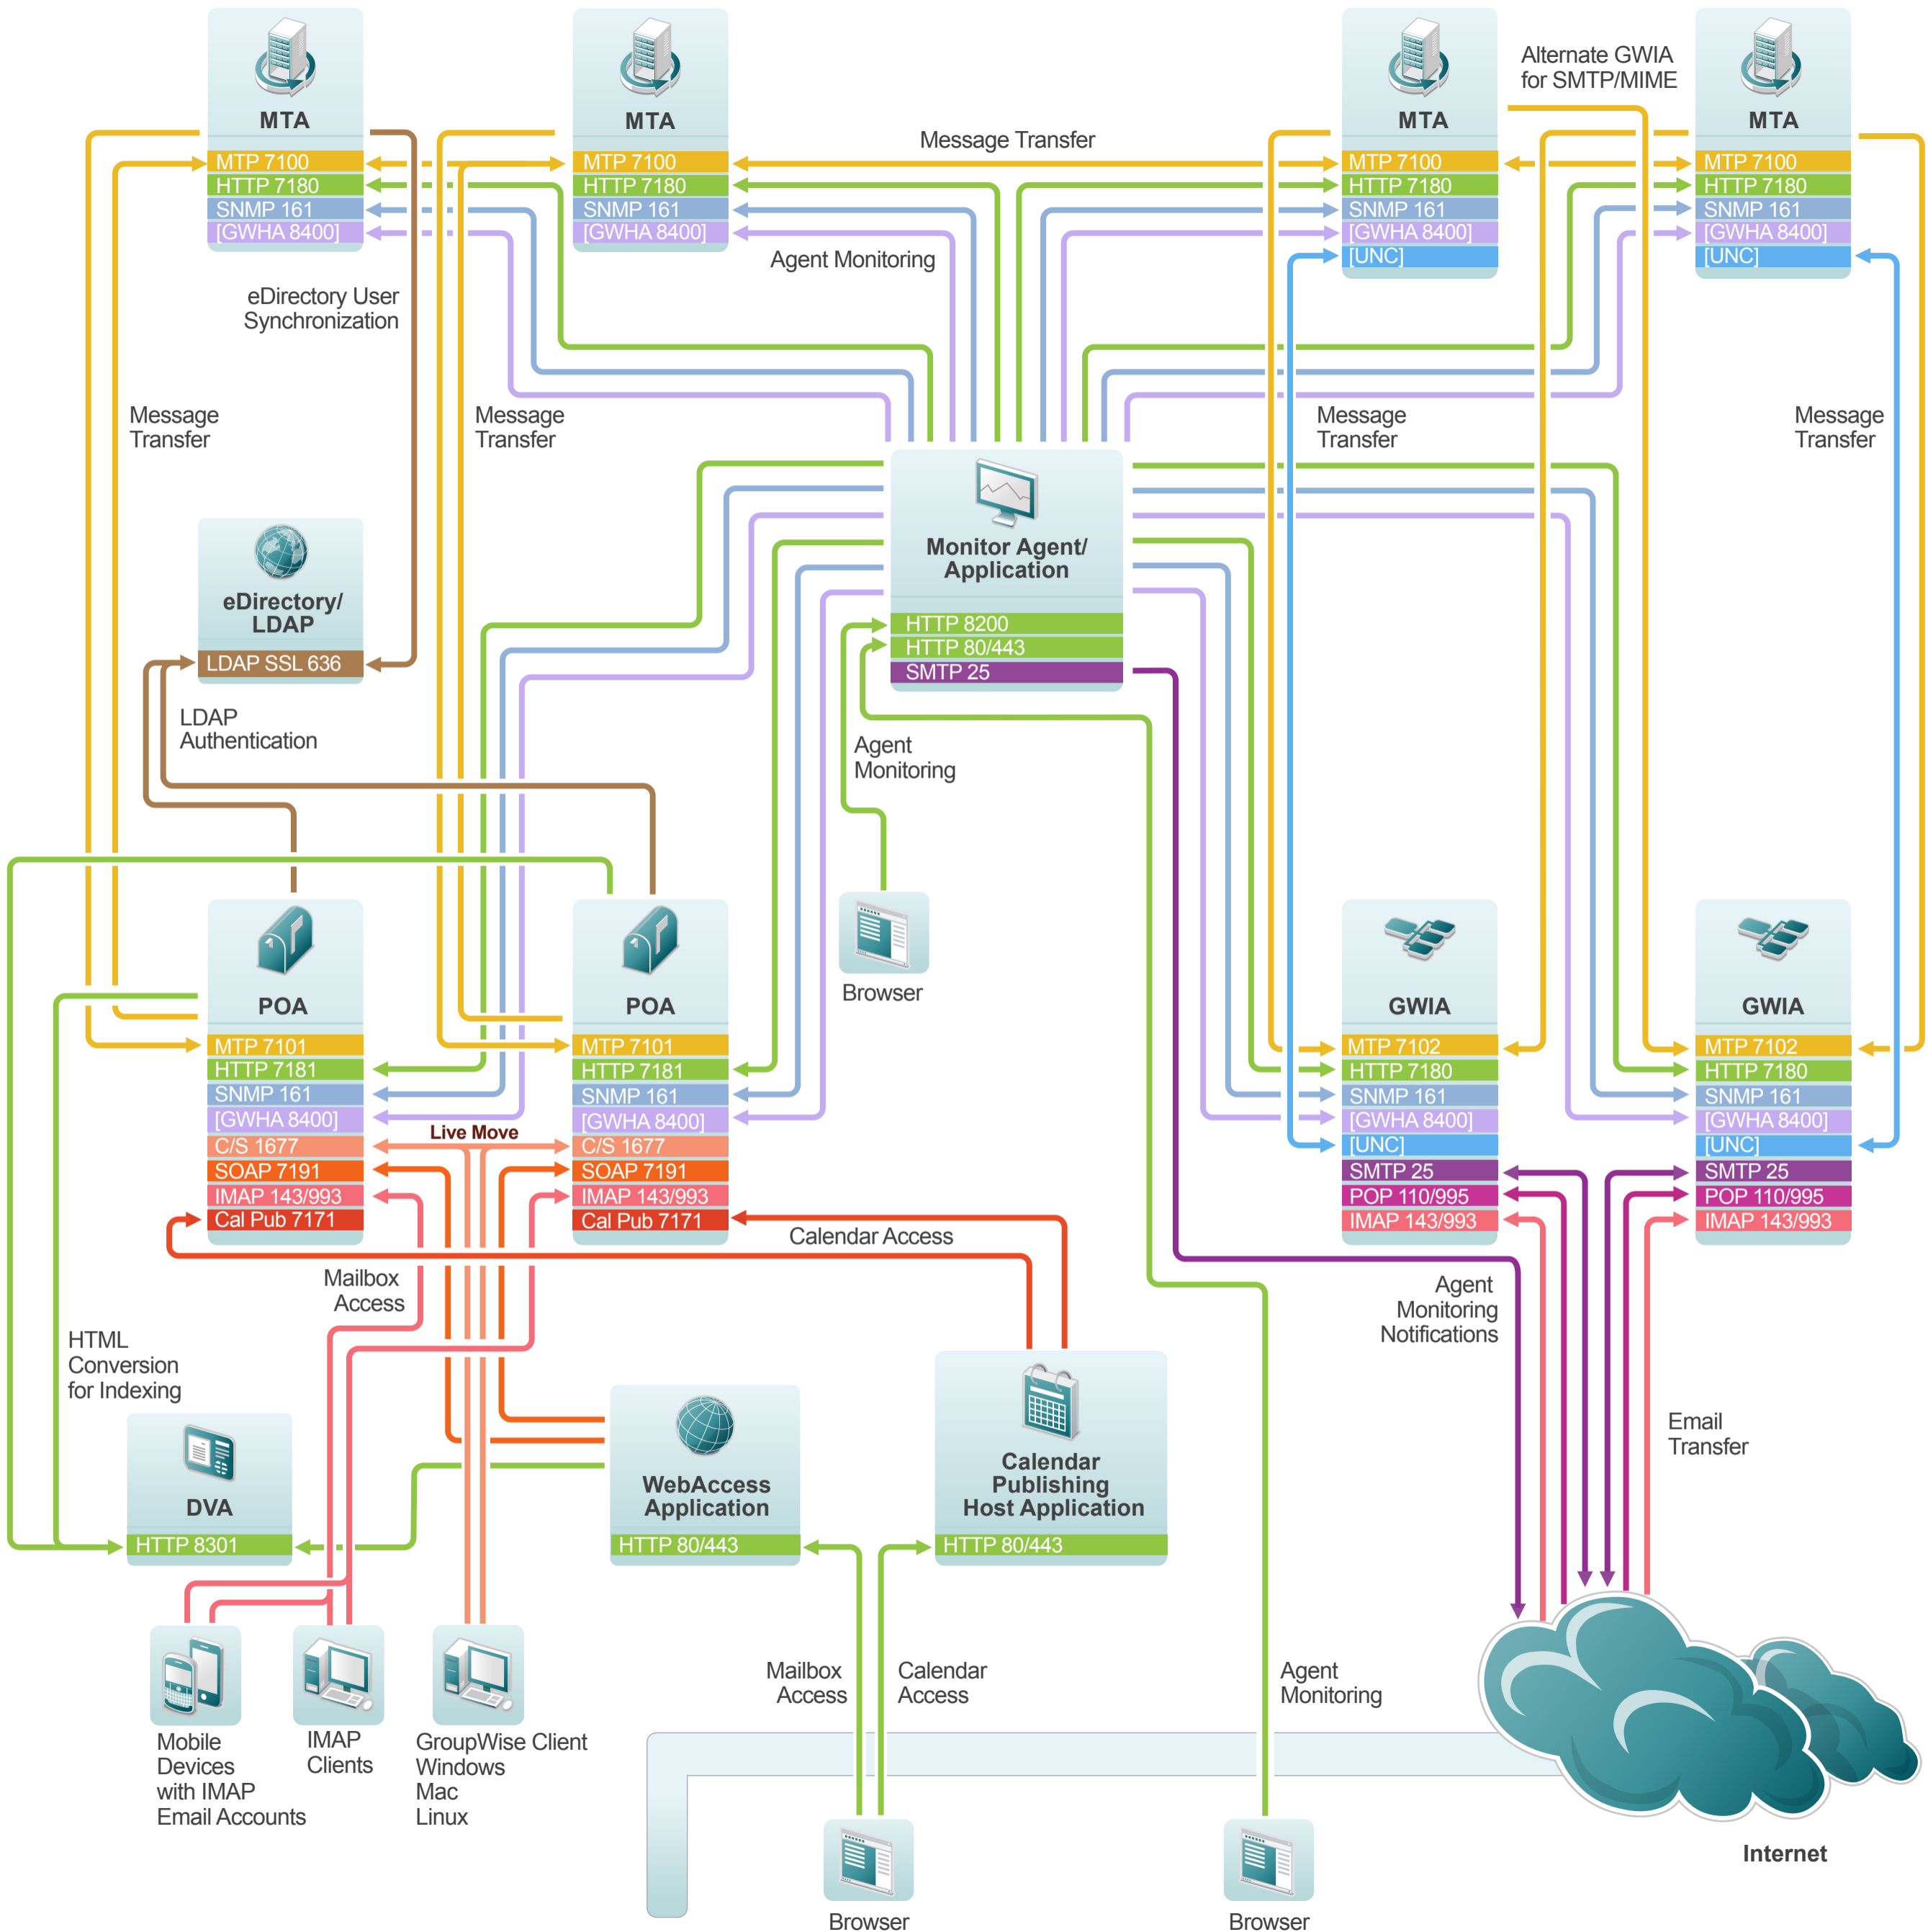 MTA
MTP 7100
HTTP 7180
SNMP 161
[GWHA 8400]
MTA
MTP 7100
HTTP 7180
SNMP 161
[GWHA 8400]
MTA
MTP 7100
HTTP 7180
SNMP 161
[GWHA 8400]
[UNC]
Alternate GWIA
for SMTP/MIME
MTA
MTP 7100
HTTP 7180
SNMP 161
[GWHA 8400]
[UNC]
Message Transfer
Agent Monitoring
eDirectory User
Synchronization
Message
Transfer
Message
Transfer
Message
Transfer
Message
Transfer
Monitor Agent/
Application
HTTP 8200
HTTP 80/443
SMTP 25
eDirectory/
LDAP
LDAP SSL 636
LDAP
Authentication
Agent
Monitoring
Browser
POA
MTP 7101
HTTP 7181
SNMP 161
[GWHA 8400]
C/S 1677
SOAP 7191
IMAP 143/993
Cal Pub 7171
Live Move
POA
MTP 7101
HTTP 7181
SNMP 161
[GWHA 8400]
C/S 1677
SOAP 7191
IMAP 143/993
Cal Pub 7171
GWIA
MTP 7102
HTTP 7180
SNMP 161
[GWHA 8400]
[UNC]
SMTP 25
POP 110/995
IMAP 143/993
GWIA
MTP 7102
HTTP 7180
SNMP 161
[GWHA 8400]
[UNC]
SMTP 25
POP 110/995
IMAP 143/993
Calendar Access
Mailbox
Access
Agent
Monitoring
Notifications
HTML
Conversion
for Indexing
Email
Transfer
DVA
HTTP 8301
WebAccess
Application
HTTP 80/443
Calendar
Publishing
Host Application
HTTP 80/443
Mobile
Devices
with IMAP
Email Accounts
IMAP
Clients
GroupWise Client
Windows
Mac
Linux
Mailbox
Access
Calendar
Access
Agent
Monitoring
Internet
Browser
Browser